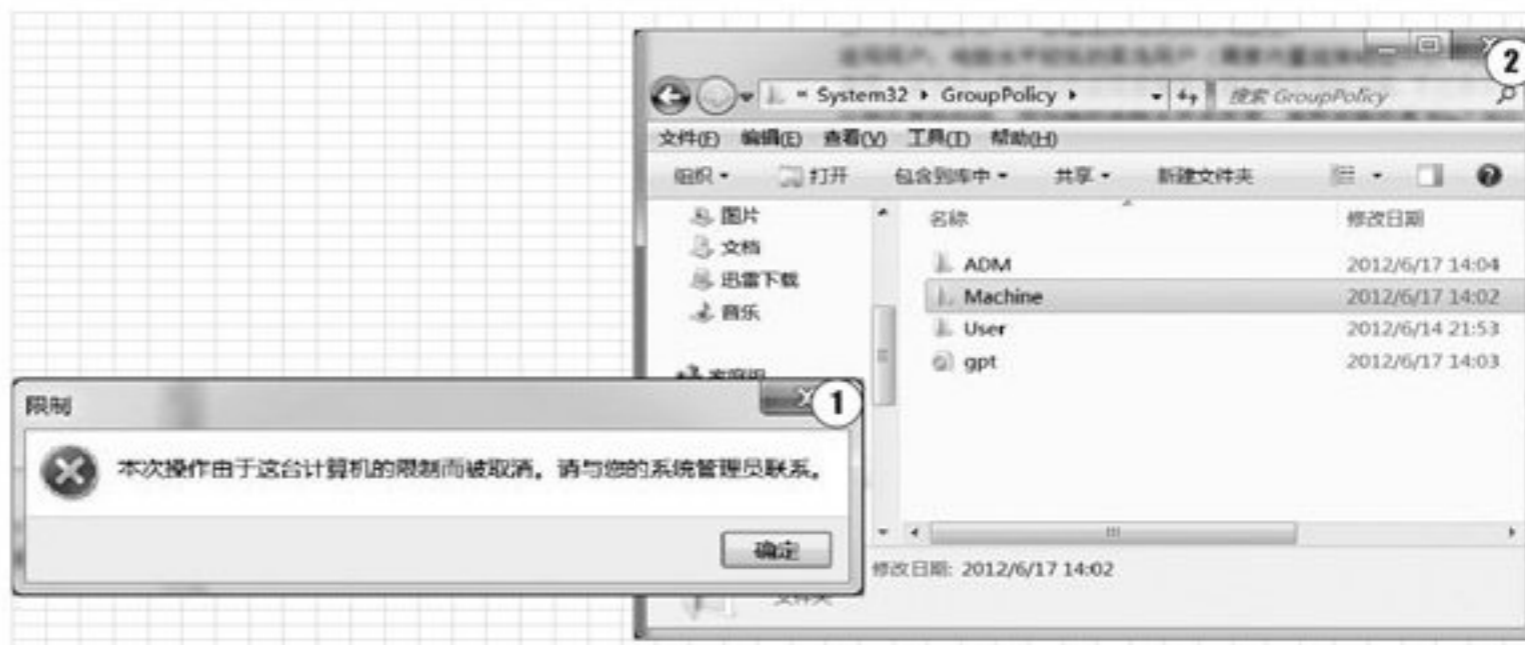 2
« System32 ▸ GroupPolicy ▸
搜索 GroupPolicy
文件(F) 编辑(E) 查看(V) 工具(T) 帮助(H)
组织 打开 包含到库中 共享 新建文件夹
图片
文档
迅雷下载
音乐
家庭组
名称 修改日期
ADM 2012/6/17 14:04
Machine 2012/6/17 14:02
User 2012/6/14 21:53
gpt 2012/6/17 14:03
修改日期: 2012/6/17 14:02
文件夹
限制
1
本次操作由于这台计算机的限制而被取消。请与您的系统管理员联系。
确定